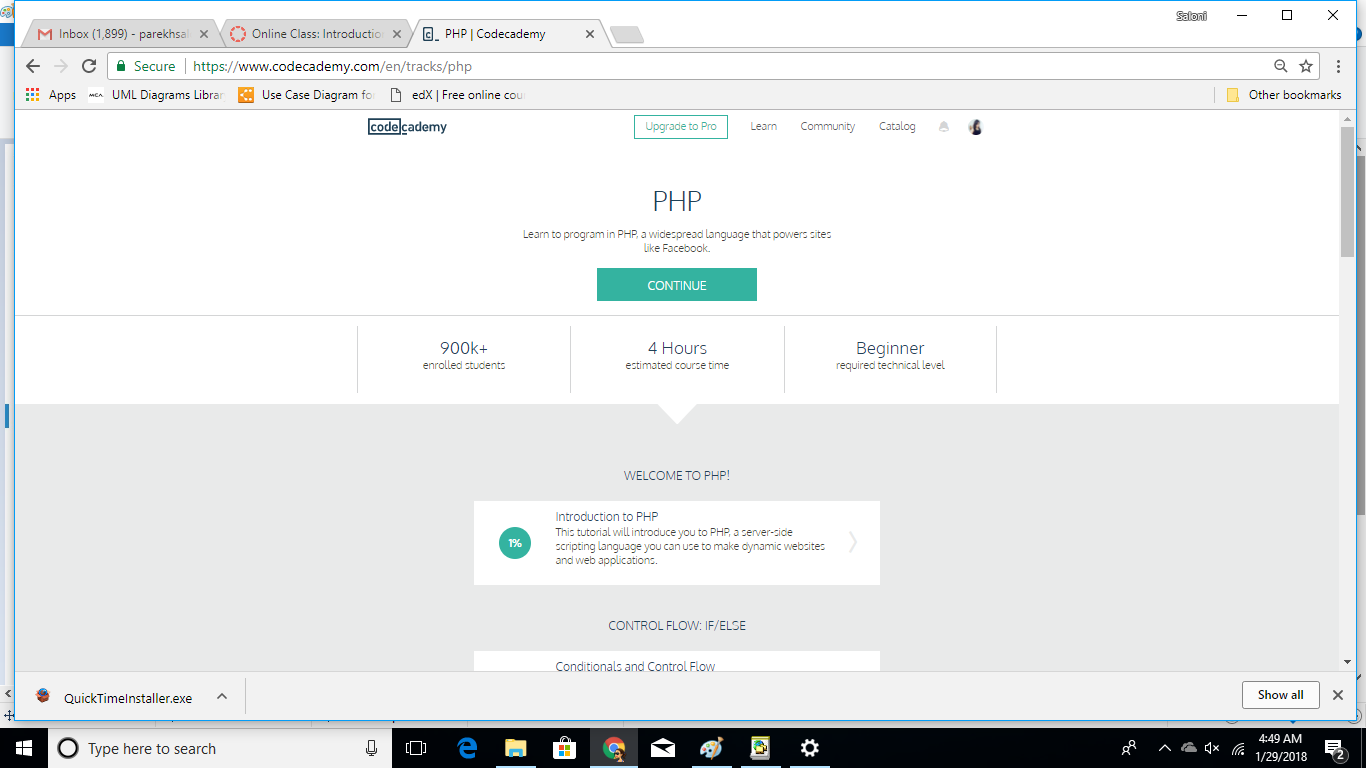 Saloni
Inbox (1,899) - parekhsal
Online Class: Introduction
PHP | Codecademy
Secure
https://www.codecademy.com/en/tracks/php
Apps
MCA
UML Diagrams Librar
Use Case Diagram fo
edX | Free online cou
Other bookmarks
codecademy
Upgrade to Pro
Learn
Community
Catalog
PHP
Learn to program in PHP, a widespread language that powers sites
like Facebook.
CONTINUE
900k+
enrolled students
4 Hours
estimated course time
Beginner
required technical level
WELCOME TO PHP!
1%
Introduction to PHP
This tutorial will introduce you to PHP, a server-side
scripting language you can use to make dynamic websites
and web applications.
CONTROL FLOW: IF/ELSE
Conditionals and Control Flow
QuickTimeInstaller.exe
Show all
Type here to search
4:49 AM
1/29/2018
2